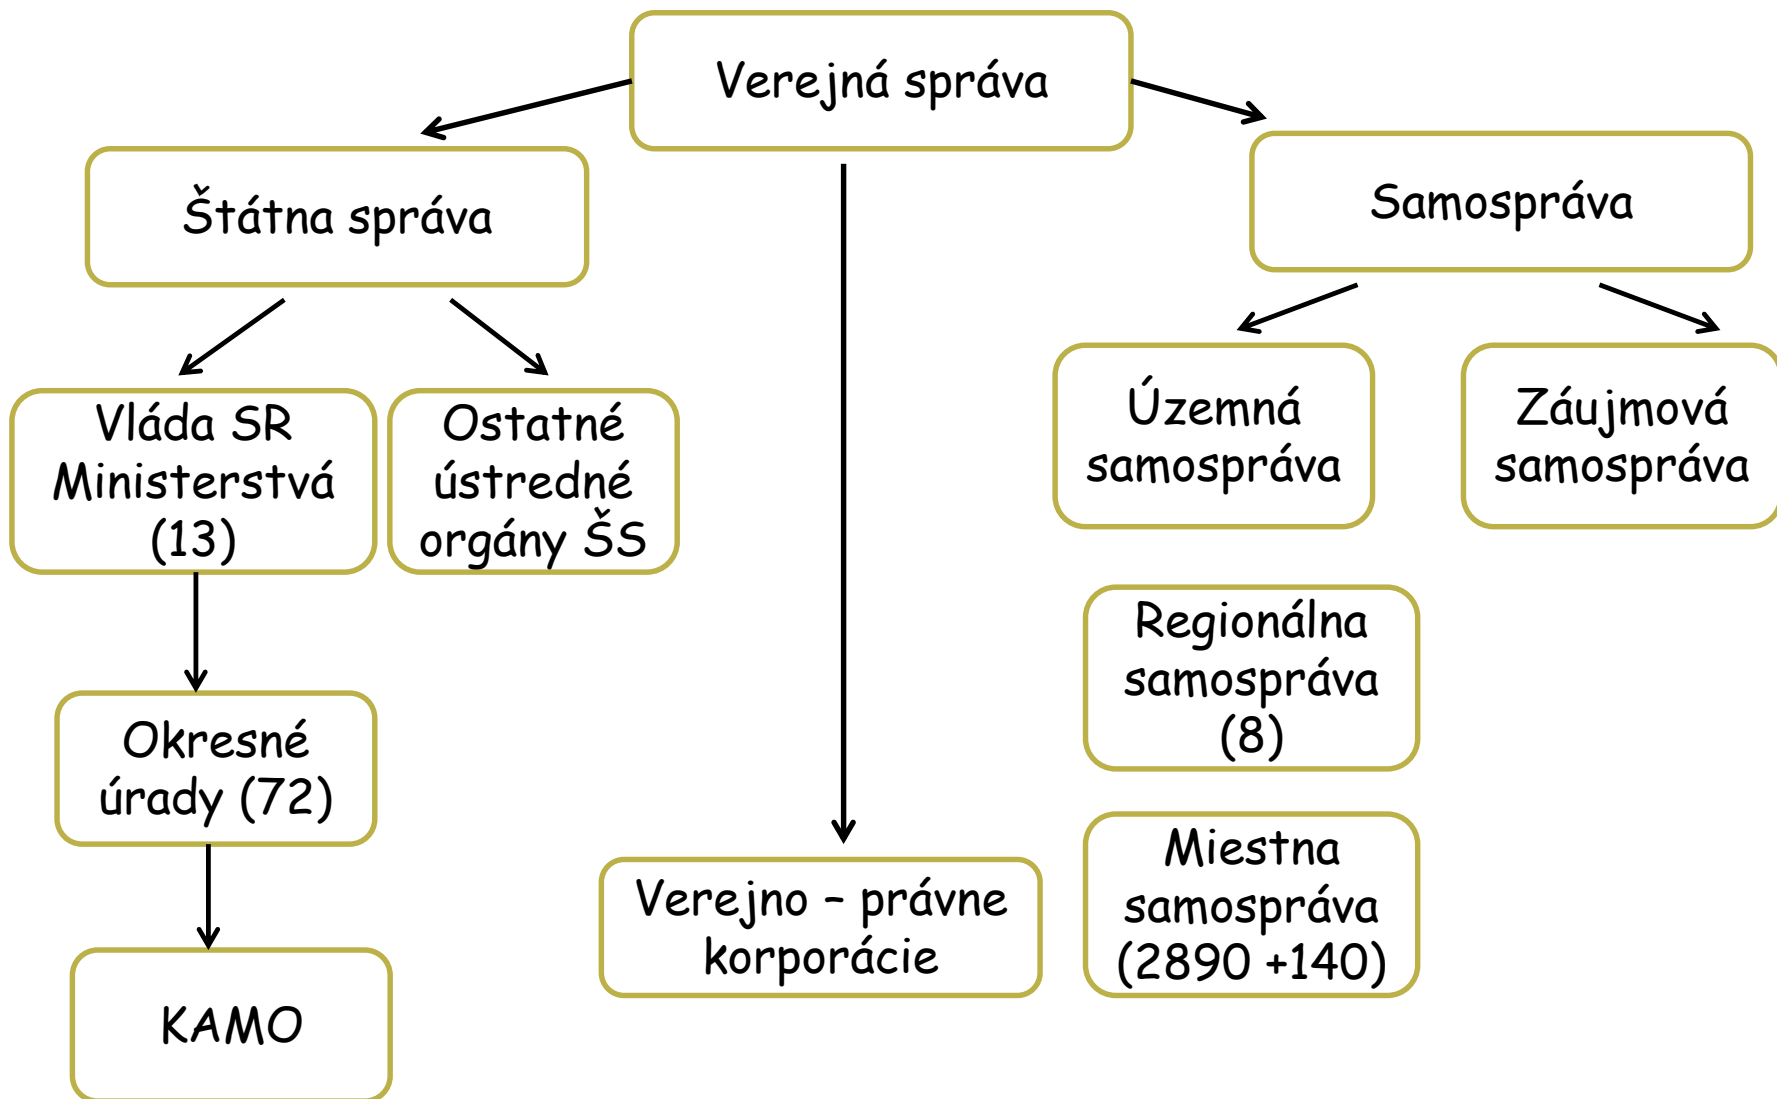 Verejná správa
Štátna správa
Samospráva
Vláda SR
Ministerstvá
(13)
Ostatné
ústredné
orgány ŠS
Územná
samospráva
Záujmová
samospráva
Regionálna
samospráva
(8)
Okresné
úrady (72)
Miestna
samospráva
(2890 +140)
Verejno – právne
korporácie
KAMO